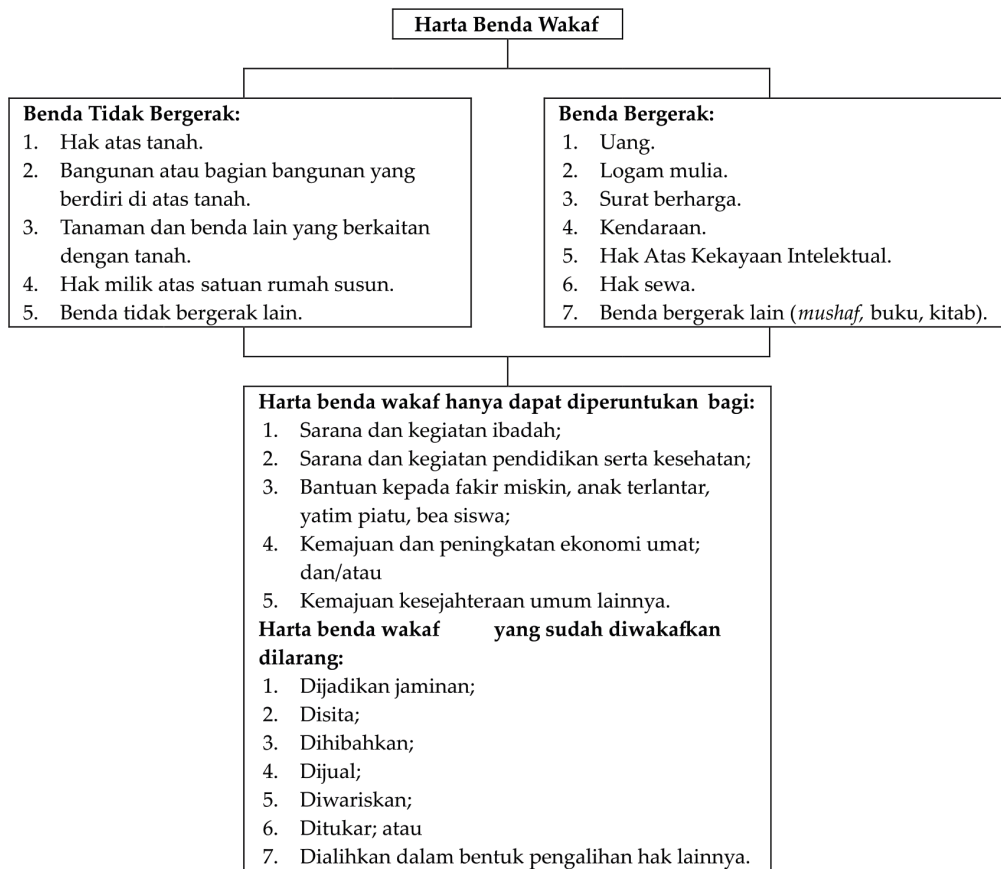 Harta Benda Wakaf
Benda Tidak Bergerak:
1. Hak atas tanah.
2. Bangunan atau bagian bangunan yang
berdiri di atas tanah.
3. Tanaman dan benda lain yang berkaitan
dengan tanah.
4. Hak milik atas satuan rumah susun.
5. Benda tidak bergerak lain.
Benda Bergerak:
1. Uang.
2. Logam mulia.
3. Surat berharga.
4. Kendaraan.
5. Hak Atas Kekayaan Intelektual.
6. Hak sewa.
7. Benda bergerak lain (mushaf, buku, kitab).
Harta benda wakaf hanya dapat diperuntukan bagi:
1. Sarana dan kegiatan ibadah;
2. Sarana dan kegiatan pendidikan serta kesehatan;
3. Bantuan kepada fakir miskin, anak terlantar,
yatim piatu, bea siswa;
4. Kemajuan dan peningkatan ekonomi umat;
dan/atau
5. Kemajuan kesejahteraan umum lainnya.
Harta benda wakaf yang sudah diwakafkan
dilarang:
1. Dijadikan jaminan;
2. Disita;
3. Dihibahkan;
4. Dijual;
5. Diwariskan;
6. Ditukar; atau
7. Dialihkan dalam bentuk pengalihan hak lainnya.